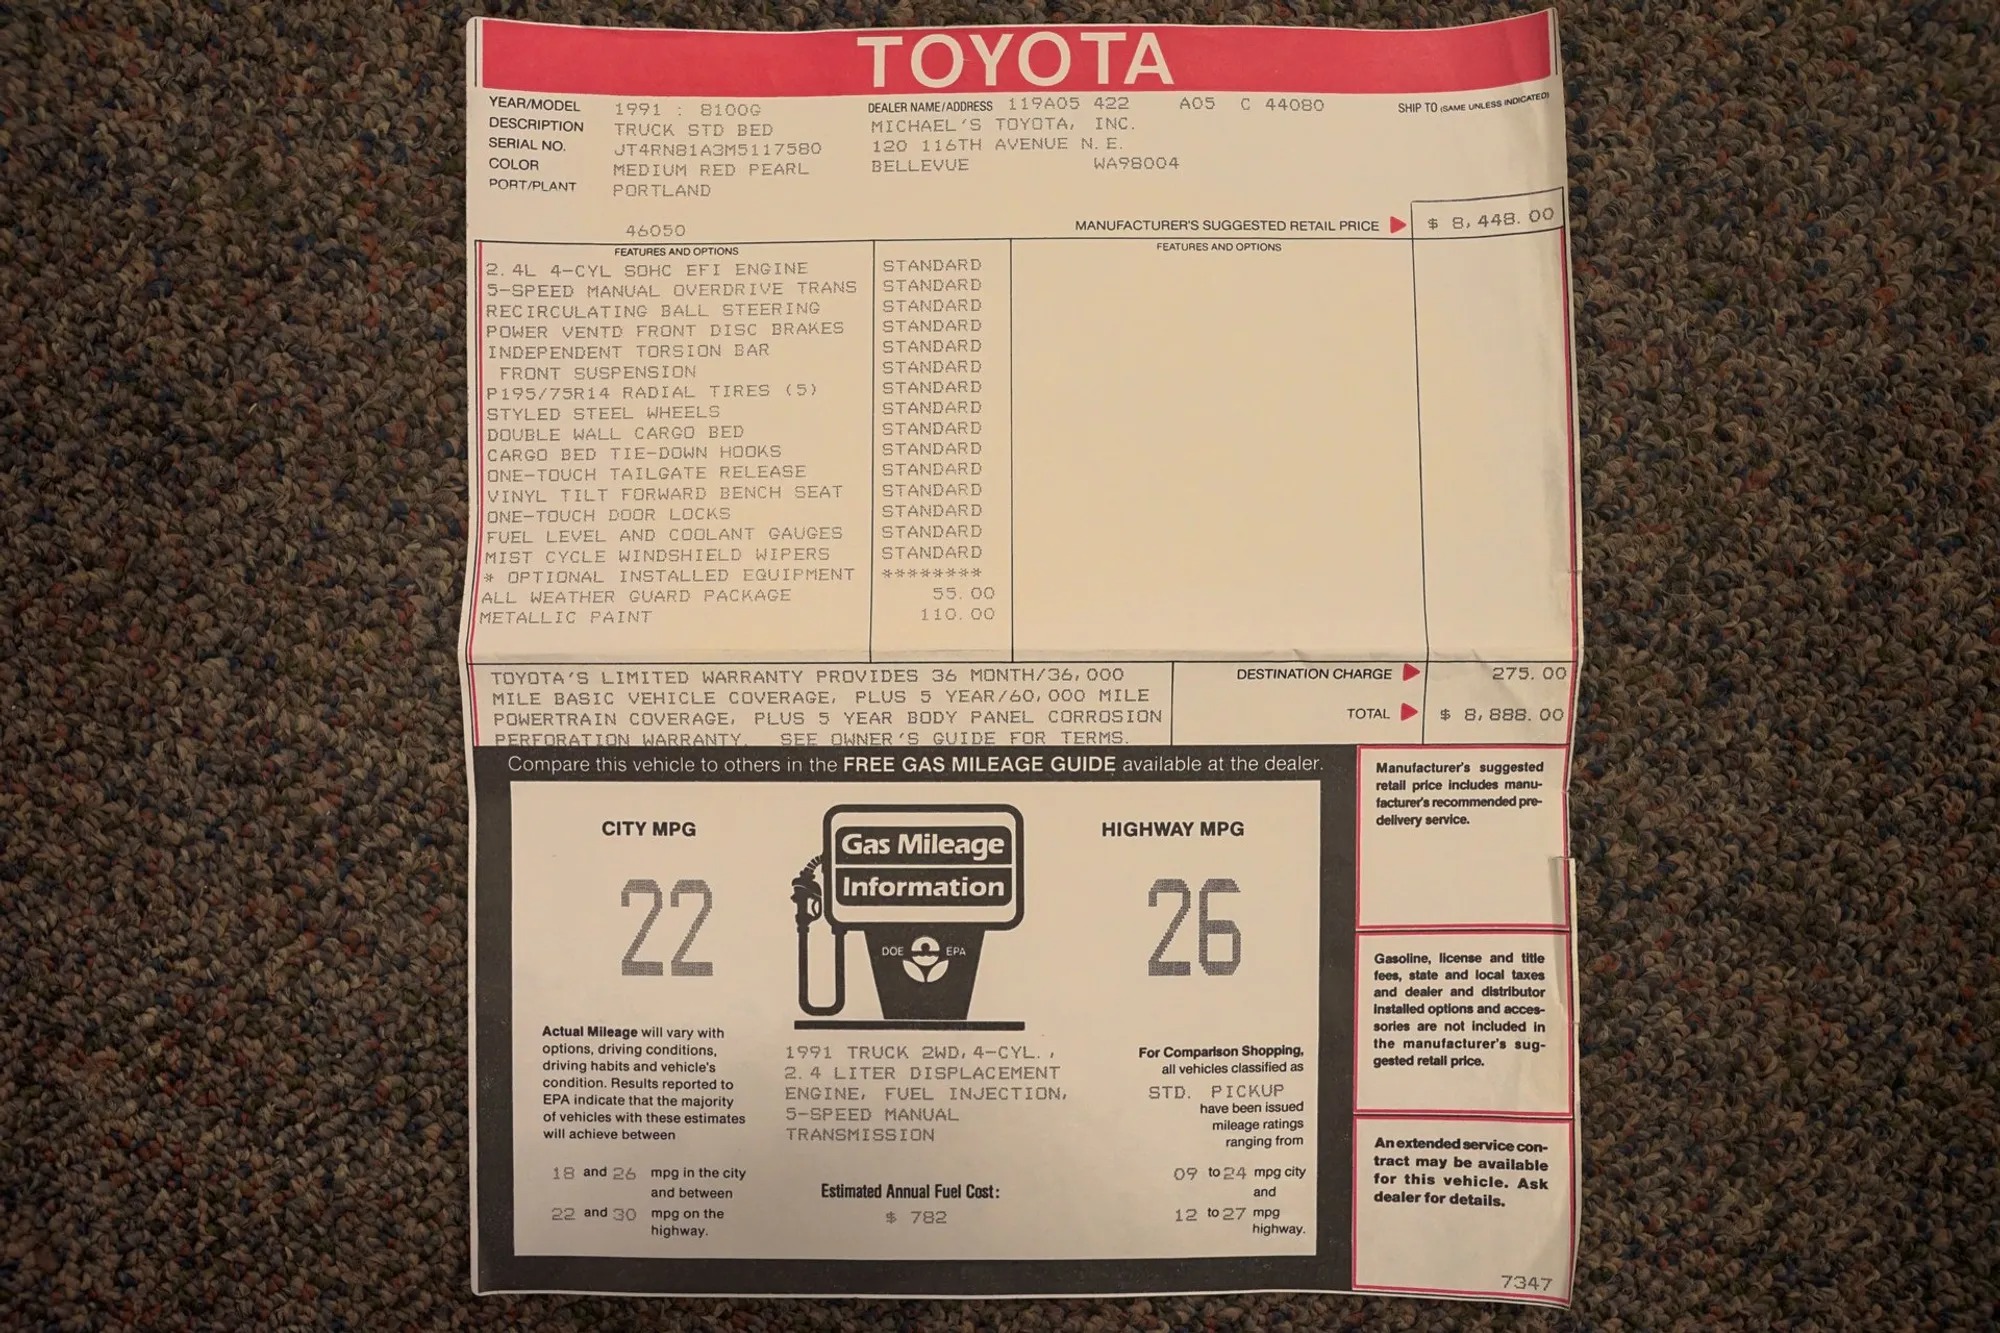 TOYOTA
YEAR/MODEL 1991 : 8100G
DESCRIPTION TRUCK STD BED
SERIAL NO. JT4RN81A3M5117580
COLOR MEDIUM RED PEARL
PORT/PLANT PORTLAND
46050
DEALER NAME/ADDRESS 119A05 422 A05 C 44080
MICHAEL'S TOYOTA, INC.
120 116TH AVENUE N.E.
BELLEVUE WA98004
SHIP TO (SAME UNLESS INDICATED)
MANUFACTURER'S SUGGESTED RETAIL PRICE $ 8,448.00
FEATURES AND OPTIONS FEATURES AND OPTIONS
2.4L 4-CYL SOHC EFI ENGINE STANDARD
5-SPEED MANUAL OVERDRIVE TRANS STANDARD
RECIRCULATING BALL STEERING STANDARD
POWER VENTD FRONT DISC BRAKES STANDARD
INDEPENDENT TORSION BAR STANDARD
FRONT SUSPENSION STANDARD
P195/75R14 RADIAL TIRES (5) STANDARD
STYLED STEEL WHEELS STANDARD
DOUBLE WALL CARGO BED STANDARD
CARGO BED TIE-DOWN HOOKS STANDARD
ONE-TOUCH TAILGATE RELEASE STANDARD
VINYL TILT FORWARD BENCH SEAT STANDARD
ONE-TOUCH DOOR LOCKS STANDARD
FUEL LEVEL AND COOLANT GAUGES STANDARD
MIST CYCLE WINDSHIELD WIPERS STANDARD
* OPTIONAL INSTALLED EQUIPMENT ********
ALL WEATHER GUARD PACKAGE 55.00
METALLIC PAINT 110.00
TOYOTA'S LIMITED WARRANTY PROVIDES 36 MONTH/36,000
MILE BASIC VEHICLE COVERAGE, PLUS 5 YEAR/60,000 MILE
POWERTRAIN COVERAGE, PLUS 5 YEAR BODY PANEL CORROSION
PERFORATION WARRANTY. SEE OWNER'S GUIDE FOR TERMS.
DESTINATION CHARGE 275.00
TOTAL $ 8,888.00
Compare this vehicle to others in the FREE GAS MILEAGE GUIDE available at the dealer.
CITY MPG
22
Gas Mileage
Information
DOE EPA
HIGHWAY MPG
26
Actual Mileage will vary with
options, driving conditions,
driving habits and vehicle's
condition. Results reported to
EPA indicate that the majority
of vehicles with these estimates
will achieve between
18 and 26 mpg in the city
and between
22 and 30 mpg on the
highway.
1991 TRUCK 2WD,4-CYL.,
2.4 LITER DISPLACEMENT
ENGINE, FUEL INJECTION,
5-SPEED MANUAL
TRANSMISSION
Estimated Annual Fuel Cost:
$ 782
For Comparison Shopping,
all vehicles classified as
STD. PICKUP
have been issued
mileage ratings
ranging from
09 to 24 mpg city
and
12 to 27 mpg
highway.
Manufacturer's suggested
retail price includes manu-
facturer's recommended pre-
delivery service.
Gasoline, license and title
fees, state and local taxes
and dealer and distributor
installed options and acces-
sories are not included in
the manufacturer's sug-
gested retail price.
An extended service con-
tract may be available
for this vehicle. Ask
dealer for details.
7347